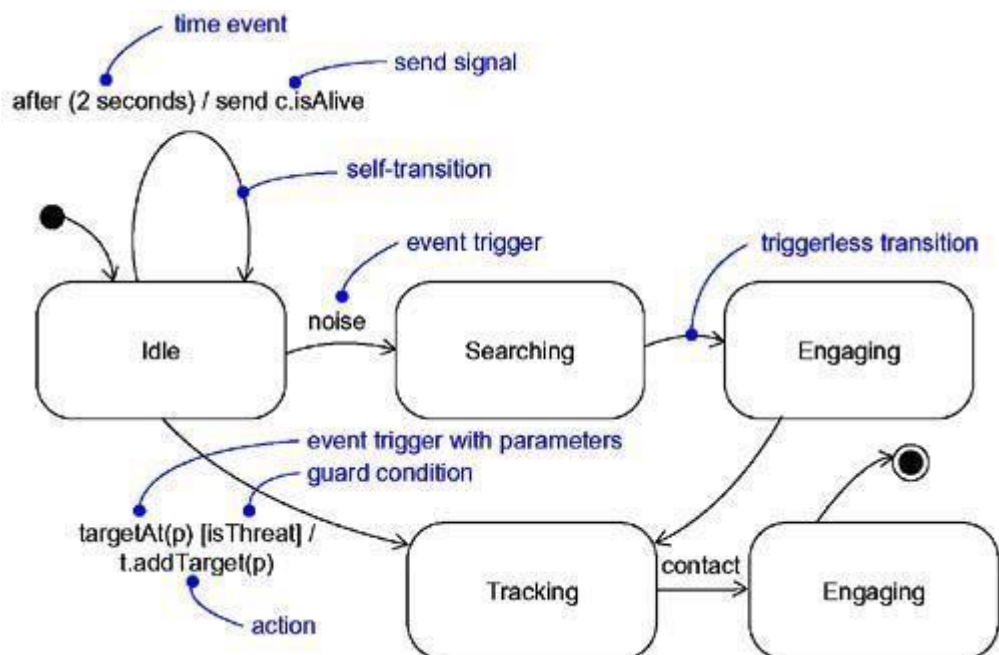 time event
send signal
after (2 seconds) / send c.isAlive
self-transition
event trigger
triggerless transition
noise
Idle
Searching
Engaging
event trigger with parameters
guard condition
targetAt(p) [isThreat] /
t.addTarget(p)
contact
Tracking
Engaging
action